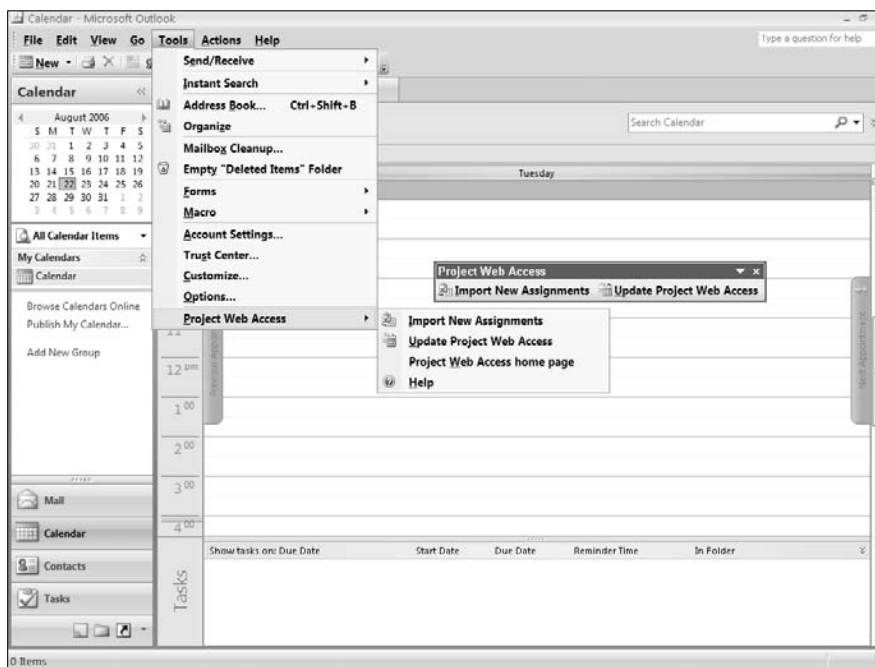 Calendar - Microsoft Outlook
File Edit View Go Tools Actions Help
Type a question for help
New
Send/Receive
Instant Search
Address Book... Ctrl+Shift+B
Organize
Mailbox Cleanup...
Empty "Deleted Items" Folder
Forms
Macro
Account Settings...
Trust Center...
Customize...
Options...
Project Web Access
Import New Assignments
Update Project Web Access
Project Web Access home page
Help
Calendar
August 2006
S M T W T F S
30 31 1 2 3 4 5
6 7 8 9 10 11 12
13 14 15 16 17 18 19
20 21 22 23 24 25 26
27 28 29 30 31 1 2
3 4 5 6 7 8 9
All Calendar Items
My Calendars
Calendar
Browse Calendars Online
Publish My Calendar...
Add New Group
Search Calendar
Tuesday
Project Web Access
Import New Assignments Update Project Web Access
11
12 pm
1 00
2 00
3 00
4 00
Next Appointment
Mail
Calendar
Contacts
Tasks
Tasks
Show tasks on: Due Date Start Date Due Date Reminder Time In Folder
0 Items